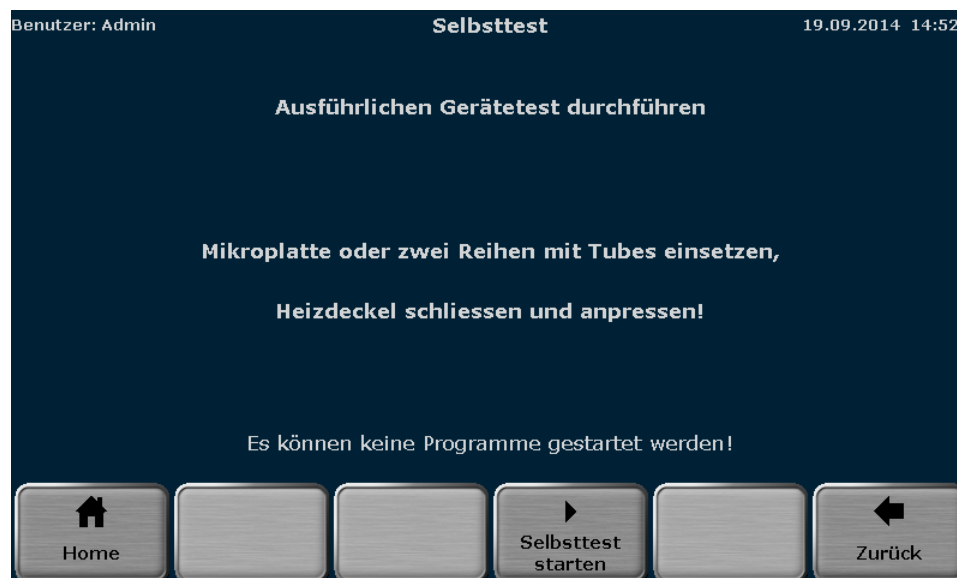 Benutzer: Admin Selbsttest 19.09.2014 14:52
Ausführlichen Gerätetest durchführen
Mikroplatte oder zwei Reihen mit Tubes einsetzen,
Heizdeckel schliessen und anpressen!
Es können keine Programme gestartet werden!
Home
Selbsttest
starten
Zurück